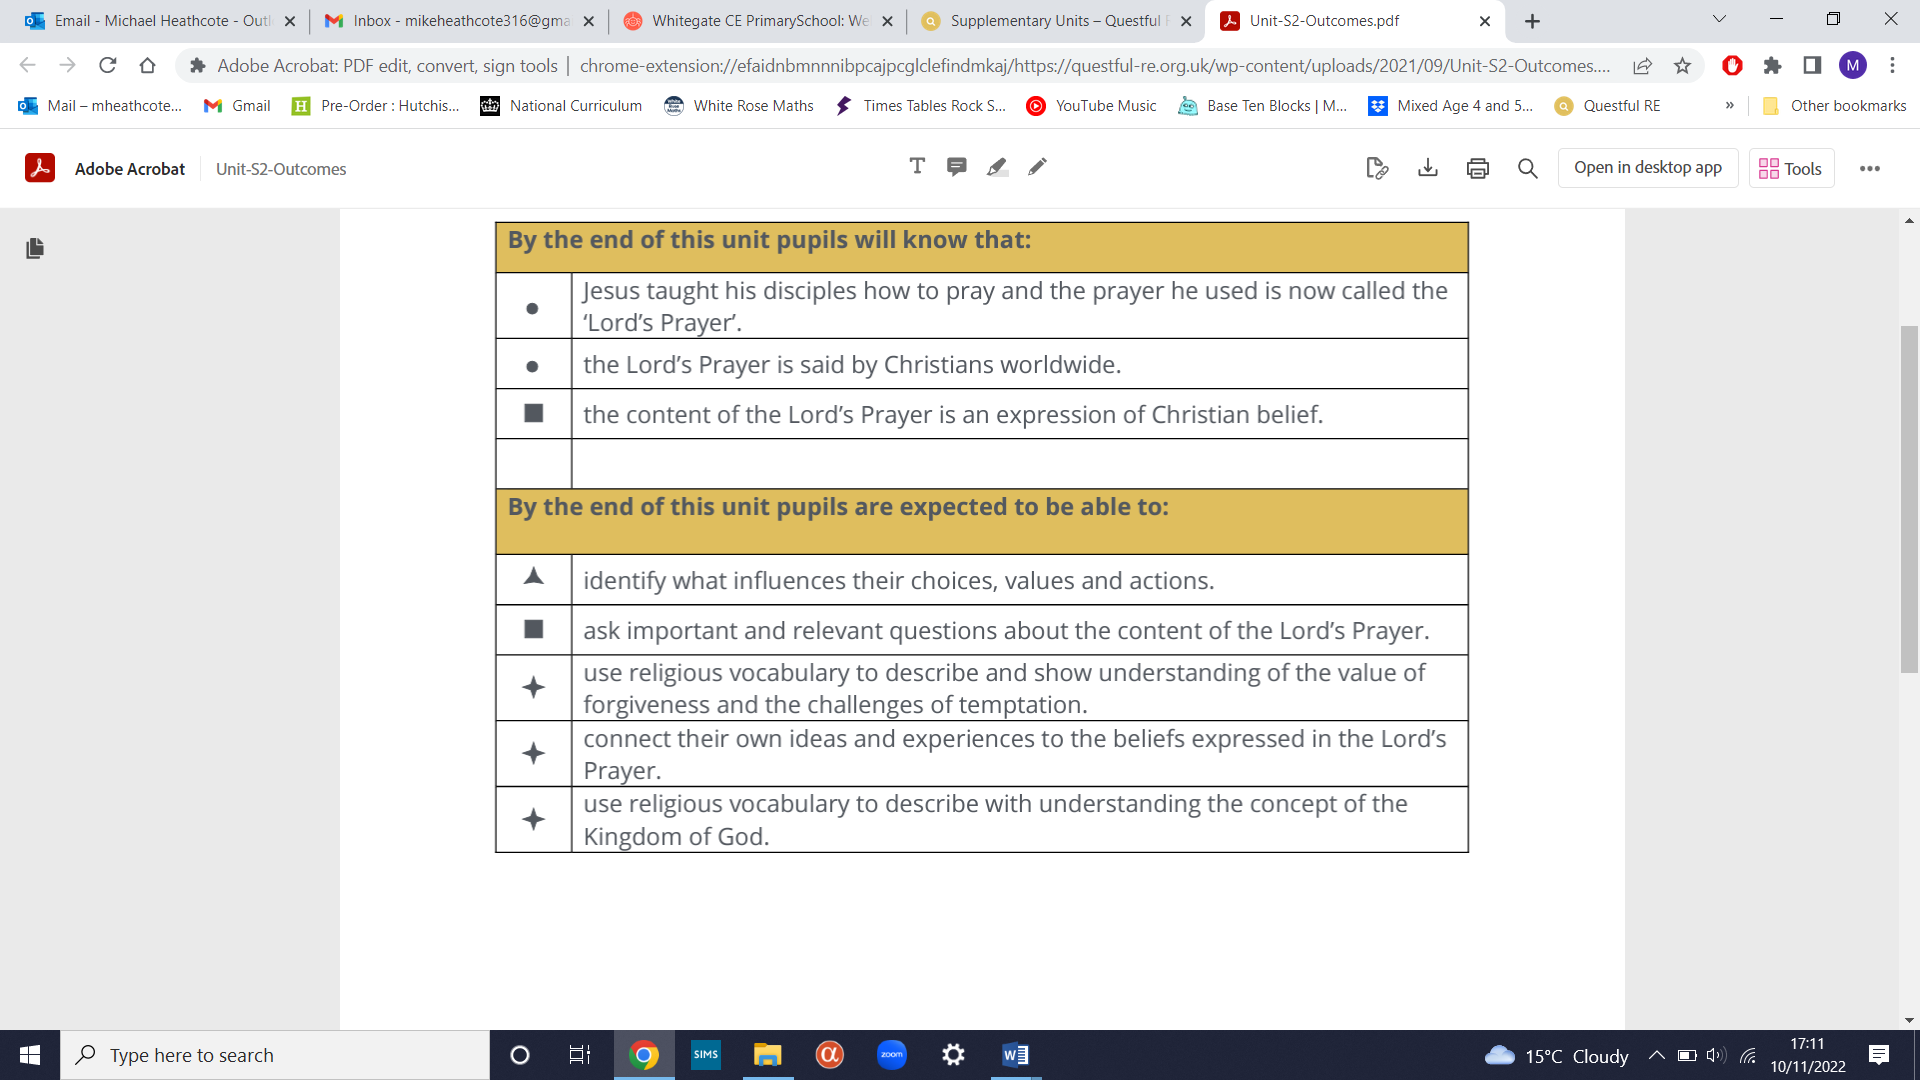 Email - Michael Heathcote - Outl
Inbox - mikeheathcote316@gma
Whitegate CE PrimarySchool: We
Supplementary Units – Questful R
Unit-S2-Outcomes.pdf
Adobe Acrobat: PDF edit, convert, sign tools | chrome-extension://efaidnbmnnnibpcajpcglclefindmkaj/https://questful-re.org.uk/wp-content/uploads/2021/09/Unit-S2-Outcomes....
M
Mail – mheathcote...
Gmail
H
Pre-Order : Hutchis...
National Curriculum
White Rose Maths
Times Tables Rock S...
YouTube Music
Base Ten Blocks | M...
Mixed Age 4 and 5...
Questful RE
»
Other bookmarks
Adobe Acrobat
Unit-S2-Outcomes
T
Open in desktop app
Tools
By the end of this unit pupils will know that:
Jesus taught his disciples how to pray and the prayer he used is now called the
‘Lord’s Prayer’.
the Lord’s Prayer is said by Christians worldwide.
the content of the Lord’s Prayer is an expression of Christian belief.
By the end of this unit pupils are expected to be able to:
identify what influences their choices, values and actions.
ask important and relevant questions about the content of the Lord’s Prayer.
use religious vocabulary to describe and show understanding of the value of
forgiveness and the challenges of temptation.
connect their own ideas and experiences to the beliefs expressed in the Lord’s
Prayer.
use religious vocabulary to describe with understanding the concept of the
Kingdom of God.
Type here to search
SIMS
α
zoom
W
15°C Cloudy
17:11
10/11/2022